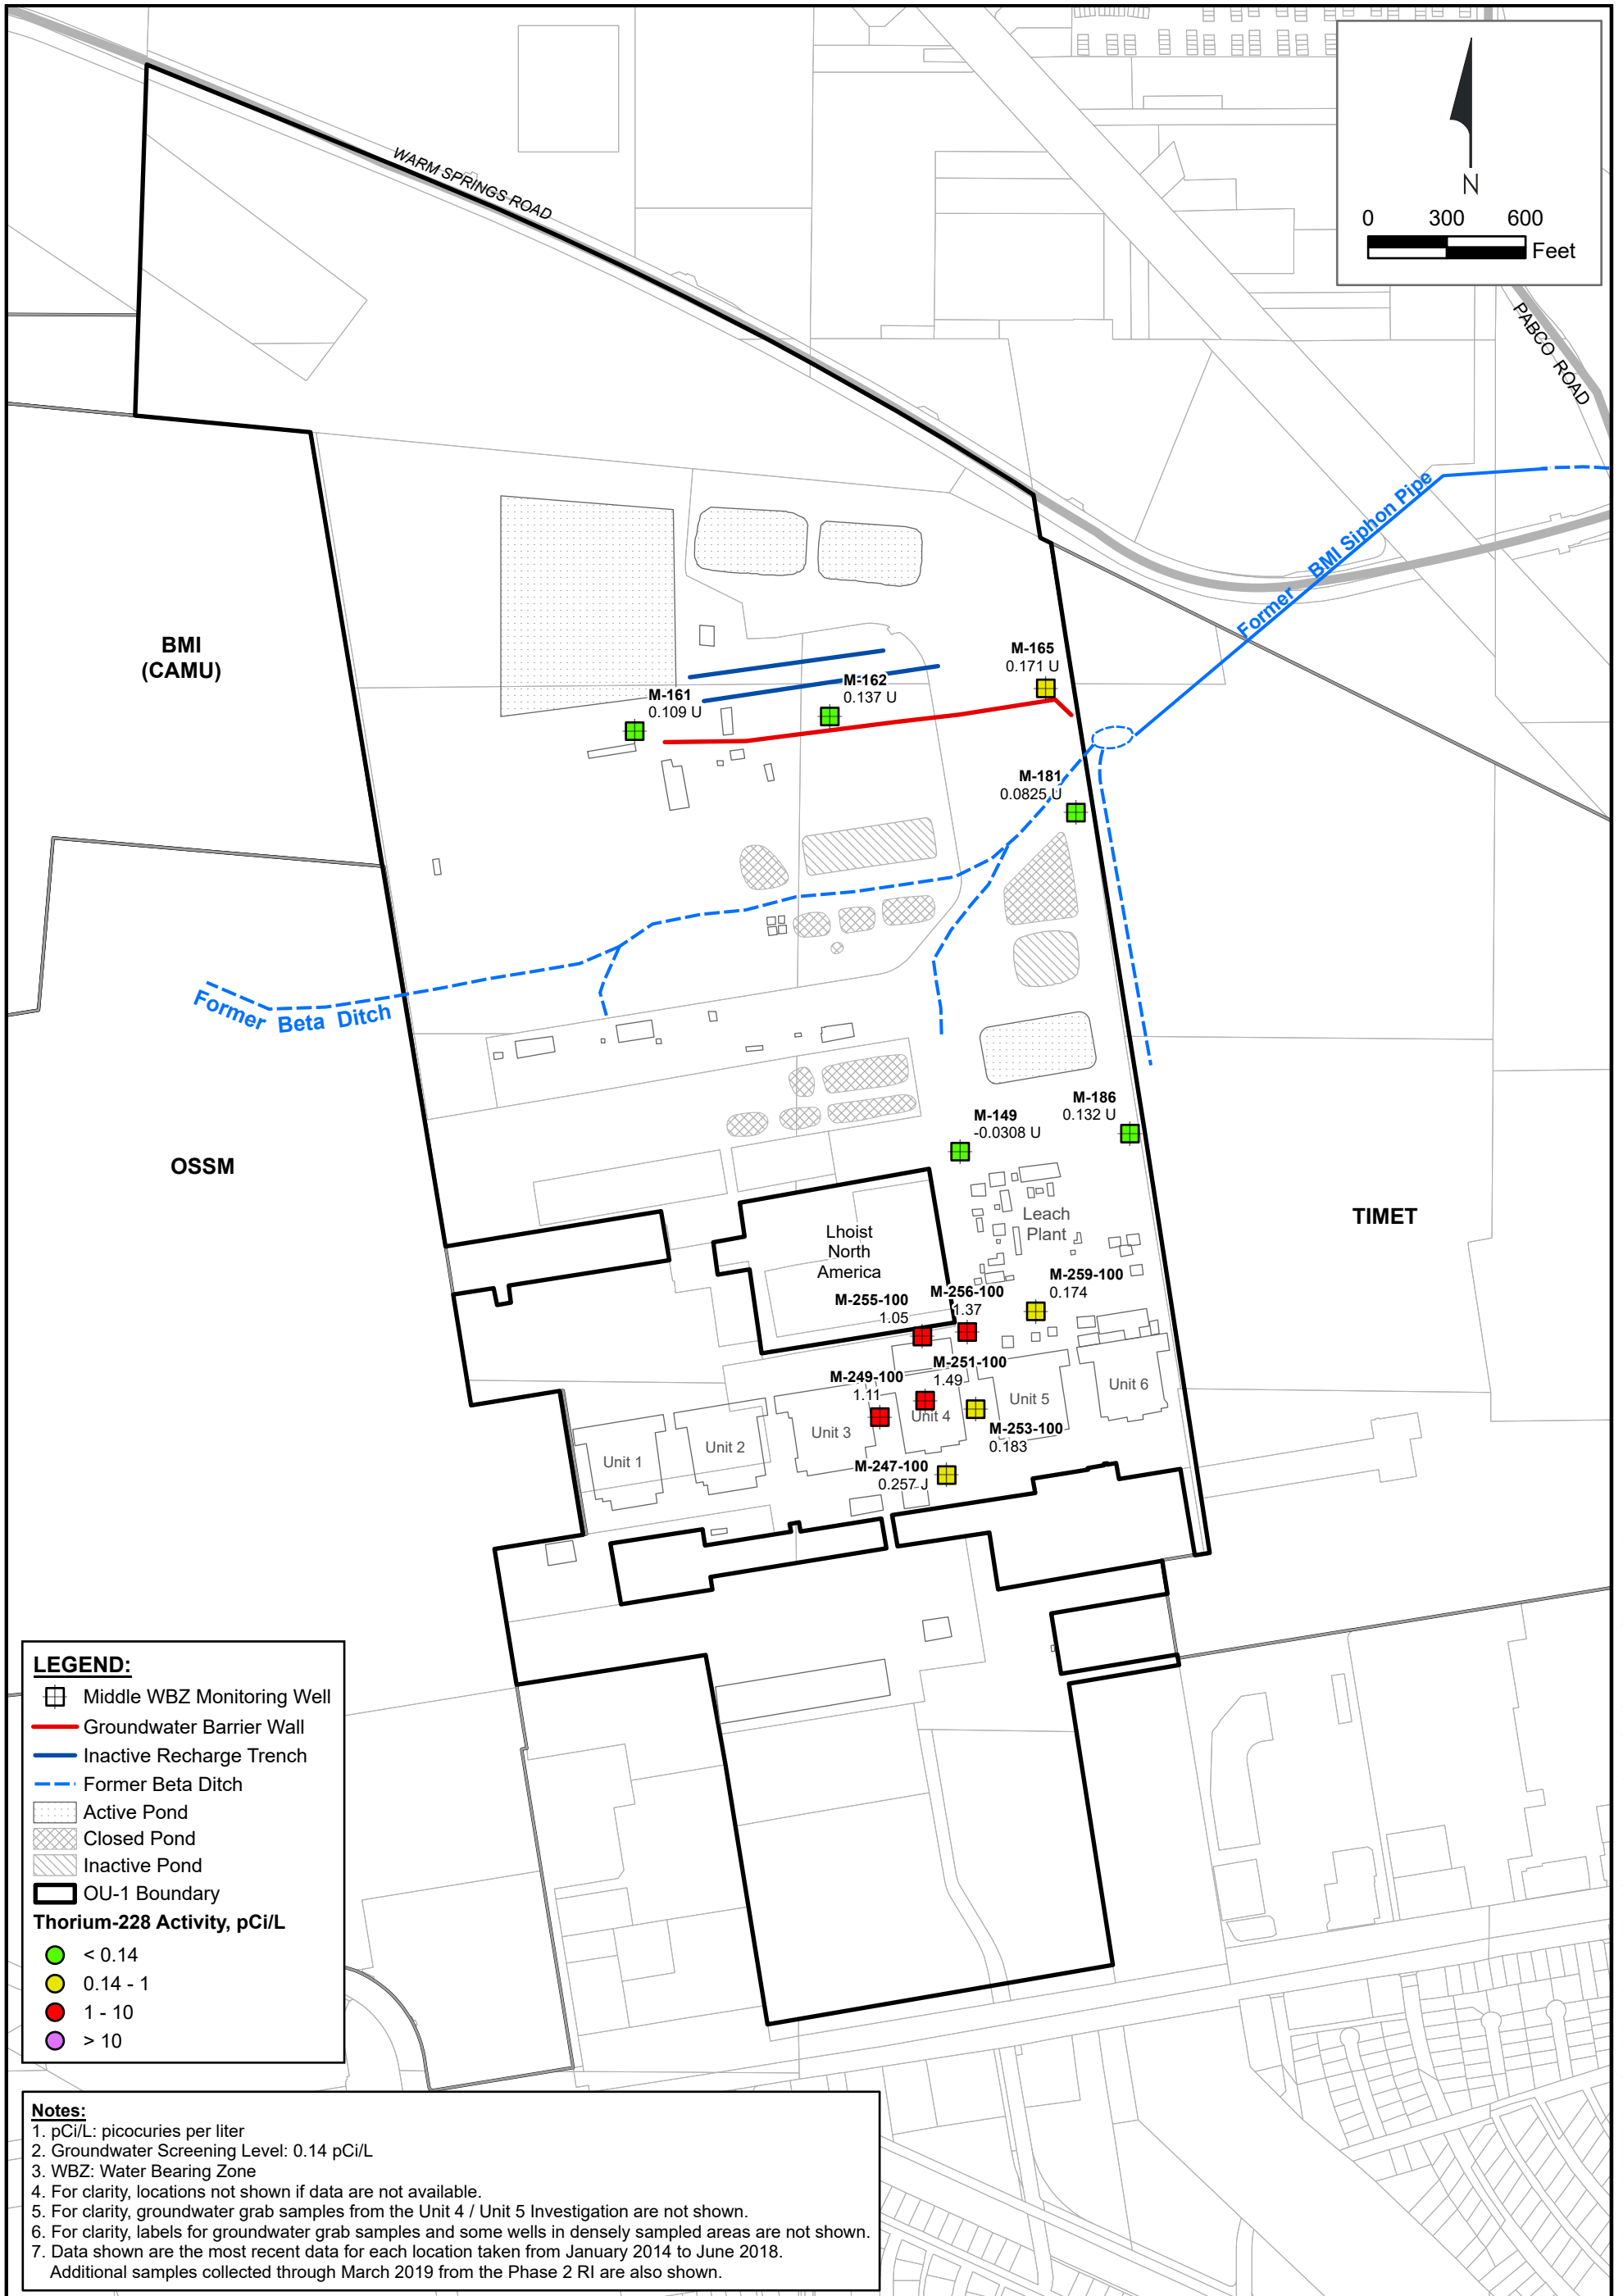 N
0 300 600
Feet
WARM SPRINGS ROAD
PABCO ROAD
Former BMI Siphon Pipe
BMI
(CAMU)
M-165
0.171 U
M-161
0.109 U
M-162
0.137 U
M-181
0.0825 U
Former Beta Ditch
M-149
-0.0308 U
M-186
0.132 U
OSSM
TIMET
Leach
Plant
Lhoist
North
America
M-259-100
0.174
M-255-100
1.05
M-256-100
1.37
M-249-100
1.11
M-251-100
1.49
M-253-100
0.183
M-247-100
0.257 J
Unit 1
Unit 2
Unit 3
Unit 4
Unit 5
Unit 6
LEGEND:
Middle WBZ Monitoring Well
Groundwater Barrier Wall
Inactive Recharge Trench
Former Beta Ditch
Active Pond
Closed Pond
Inactive Pond
OU-1 Boundary
Thorium-228 Activity, pCi/L
< 0.14
0.14 - 1
1 - 10
> 10
Notes:
1. pCi/L: picocuries per liter
2. Groundwater Screening Level: 0.14 pCi/L
3. WBZ: Water Bearing Zone
4. For clarity, locations not shown if data are not available.
5. For clarity, groundwater grab samples from the Unit 4 / Unit 5 Investigation are not shown.
6. For clarity, labels for groundwater grab samples and some wells in densely sampled areas are not shown.
7. Data shown are the most recent data for each location taken from January 2014 to June 2018.
Additional samples collected through March 2019 from the Phase 2 RI are also shown.